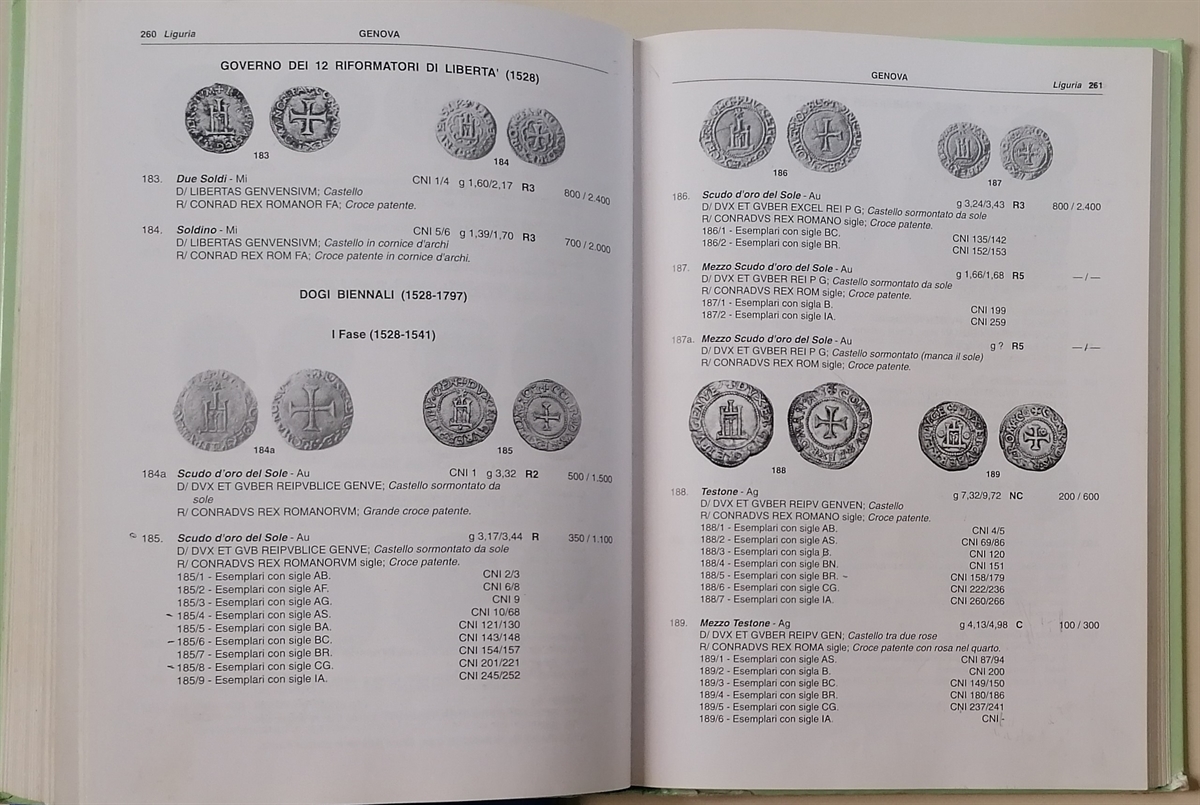 260 Liguria GENOVA
GOVERNO DEI 12 RIFORMATORI DI LIBERTA' (1528)
183
184
183. Due Soldi - Mi CNI 1/4 g 1,60/2,17 R3 800 / 2.400
D/ LIBERTAS GENVENSIVM; Castello
R/ CONRAD REX ROMANOR FA; Croce patente.
184. Soldino - Mi CNI 5/6 g 1,39/1,70 R3 700 / 2.000
D/ LIBERTAS GENVENSIVM; Castello in cornice d'archi
R/ CONRAD REX ROM FA; Croce patente in cornice d'archi.
DOGI BIENNALI (1528-1797)
I Fase (1528-1541)
184a
185
184a Scudo d'oro del Sole - Au CNI 1 g 3,32 R2 500 / 1.500
D/ DVX ET GVBER REIPVBLICE GENVE; Castello sormontato da
sole
R/ CONRADVS REX ROMANORVM; Grande croce patente.
185. Scudo d'oro del Sole - Au g 3,17/3,44 R 350 / 1.100
D/ DVX ET GVB REIPVBLICE GENVE; Castello sormontato da sole
R/ CONRADVS REX ROMANORVM sigle; Croce patente.
185/1 - Esemplari con sigle AB. CNI 2/3
185/2 - Esemplari con sigle AF. CNI 6/8
185/3 - Esemplari con sigle AG. CNI 9
185/4 - Esemplari con sigle AS. CNI 10/68
185/5 - Esemplari con sigle BA. CNI 121/130
185/6 - Esemplari con sigle BC. CNI 143/148
185/7 - Esemplari con sigle BR. CNI 154/157
185/8 - Esemplari con sigle CG. CNI 201/221
185/9 - Esemplari con sigle IA. CNI 245/252
GENOVA Liguria 261
186
187
186. Scudo d'oro del Sole - Au g 3,24/3,43 R3 800 / 2.400
D/ DVX ET GVBER EXCEL REI P G; Castello sormontato da sole
R/ CONRADVS REX ROMANO sigle; Croce patente.
186/1 - Esemplari con sigle BC. CNI 135/142
186/2 - Esemplari con sigle BR. CNI 152/153
187. Mezzo Scudo d'oro del Sole - Au g 1,66/1,68 R5 — / —
D/ DVX ET GVBER REI P G; Castello sormontato da sole
R/ CONRADVS REX ROM sigle; Croce patente.
187/1 - Esemplari con sigla B. CNI 199
187/2 - Esemplari con sigle IA. CNI 259
187a. Mezzo Scudo d'oro del Sole - Au g ? R5 — / —
D/ DVX ET GVBER REI P G; Castello sormontato (manca il sole)
R/ CONRADVS REX ROM sigle; Croce patente.
188
189
188. Testone - Ag g 7,32/9,72 NC 200 / 600
D/ DVX ET GVBER REIPV GENVEN; Castello
R/ CONRADVS REX ROMANO sigle; Croce patente.
188/1 - Esemplari con sigle AB. CNI 4/5
188/2 - Esemplari con sigle AS. CNI 69/86
188/3 - Esemplari con sigla B. CNI 120
188/4 - Esemplari con sigle BN. CNI 151
188/5 - Esemplari con sigle BR. CNI 158/179
188/6 - Esemplari con sigle CG. CNI 222/236
188/7 - Esemplari con sigle IA. CNI 260/266
189. Mezzo Testone - Ag g 4,13/4,98 C 100 / 300
D/ DVX ET GVBER REIPV GEN; Castello tra due rose
R/ CONRADVS REX ROMA sigle; Croce patente con rosa nel quarto.
189/1 - Esemplari con sigle AS. CNI 87/94
189/2 - Esemplari con sigla B. CNI 200
189/3 - Esemplari con sigle BC. CNI 149/150
189/4 - Esemplari con sigle BR. CNI 180/186
189/5 - Esemplari con sigle CG. CNI 237/241
189/6 - Esemplari con sigle IA. CNI -